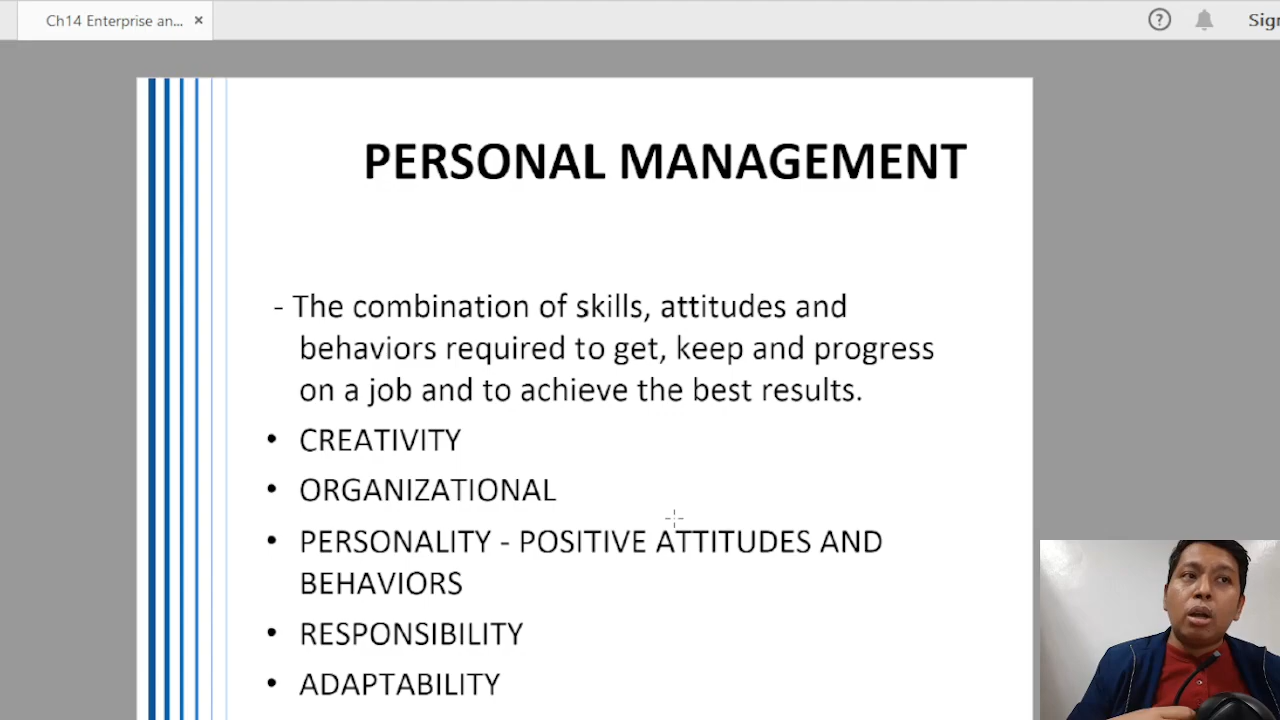 Ch14 Enterprise an... ×
? Sig
PERSONAL MANAGEMENT
- The combination of skills, attitudes and
behaviors required to get, keep and progress
on a job and to achieve the best results.
• CREATIVITY
• ORGANIZATIONAL
• PERSONALITY - POSITIVE ATTITUDES AND
BEHAVIORS
• RESPONSIBILITY
• ADAPTABILITY